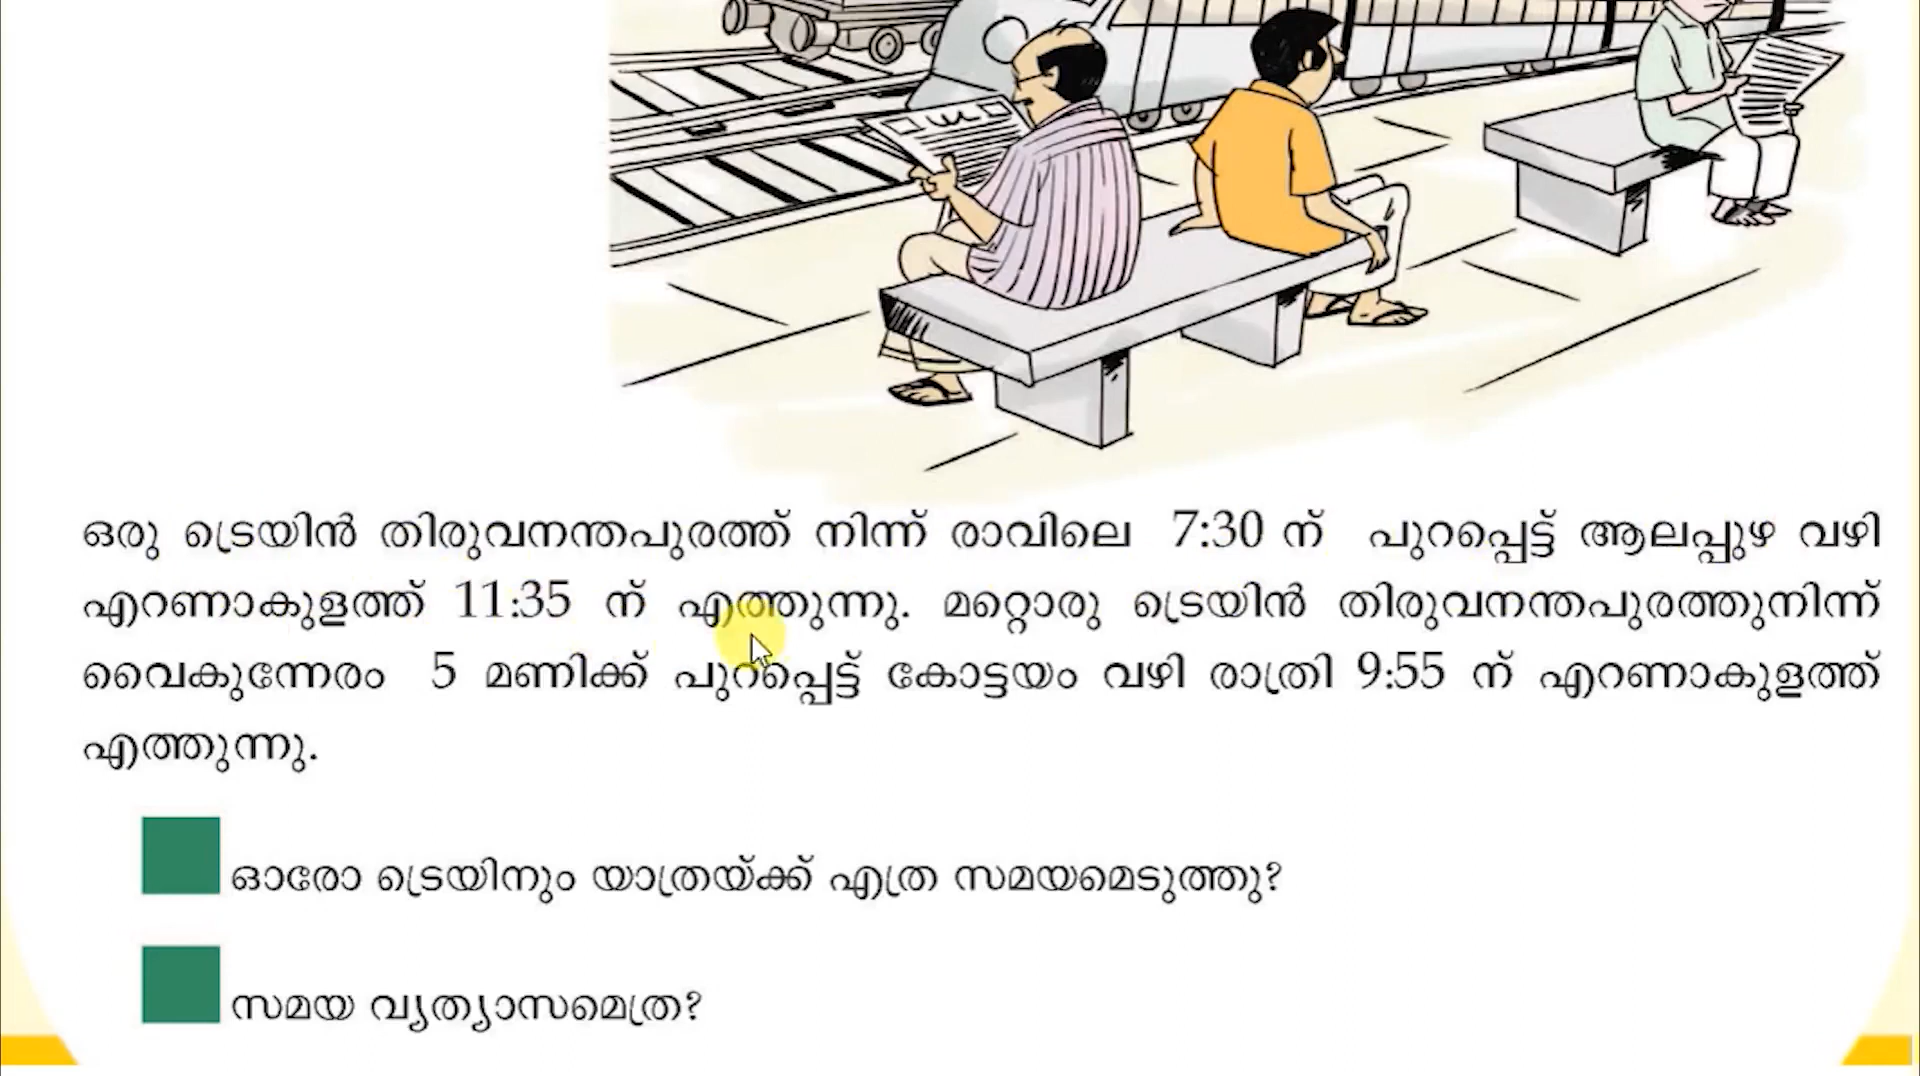 ഒരു ട്രെയിൻ തിരുവനന്തപുരത്ത് നിന്ന് രാവിലെ 7:30 ന് പുറപ്പെട്ട് ആലപ്പുഴ വഴി
എറണാകുളത്ത് 11:35 ന് എത്തുന്നു. മറ്റൊരു ട്രെയിൻ തിരുവനന്തപുരത്തുനിന്ന്
വൈകുന്നേരം 5 മണിക്ക് പുറപ്പെട്ട് കോട്ടയം വഴി രാത്രി 9:55 ന് എറണാകുളത്ത്
എത്തുന്നു.
ഓരോ ട്രെയിനും യാത്രയ്ക്ക് എത്ര സമയമെടുത്തു?
സമയ വ്യത്യാസമെത്ര?